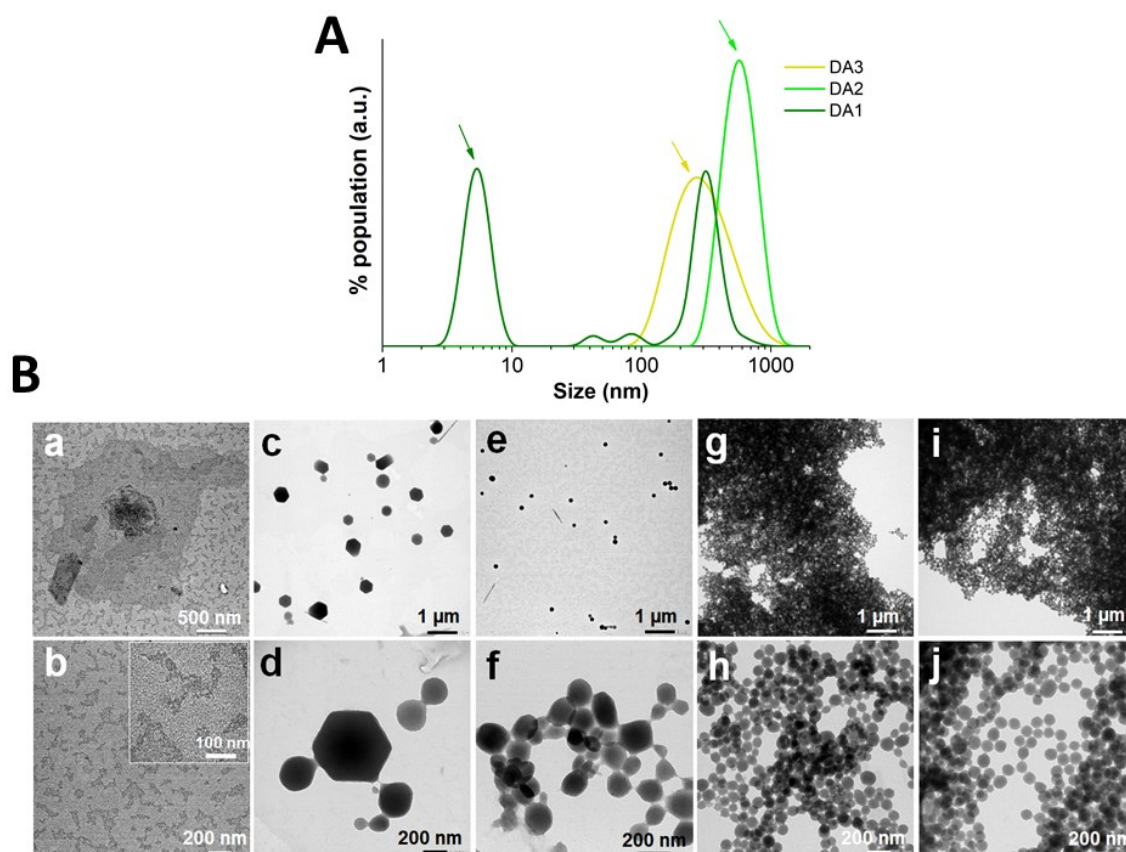 A
% population (a.u.)
DA3
DA2
DA1
1 10 100 1000
Size (nm)
B
a
500 nm
c
1 µm
e
1 µm
g
1 µm
i
1 µm
b
100 nm
200 nm
d
200 nm
f
200 nm
h
200 nm
j
200 nm